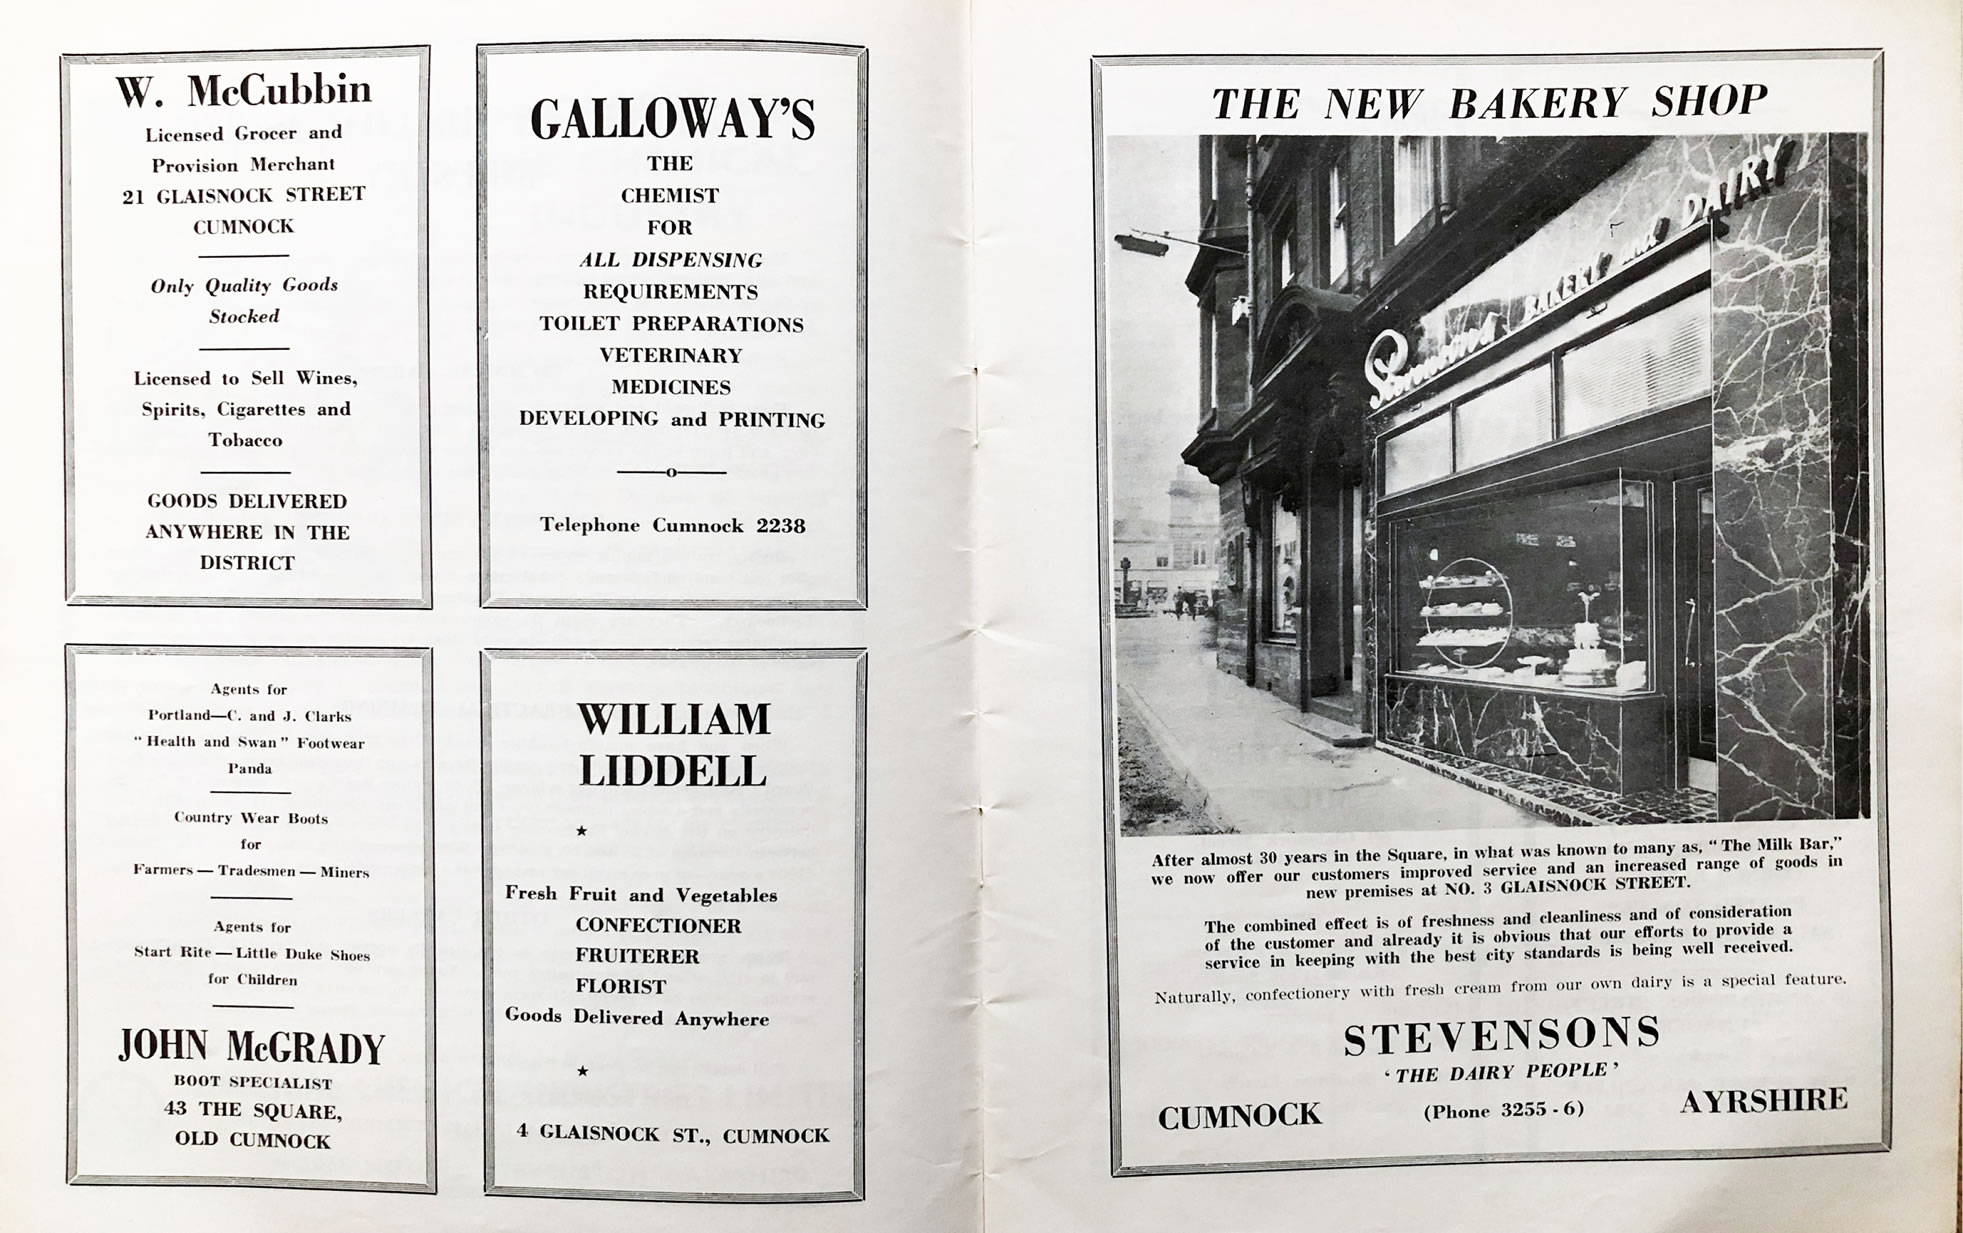 W. McCubbin
Licensed Grocer and
Provision Merchant
21 GLAISNOCK STREET
CUMNOCK
Only Quality Goods
Stocked
Licensed to Sell Wines,
Spirits, Cigarettes and
Tobacco
GOODS DELIVERED
ANYWHERE IN THE
DISTRICT
GALLOWAY'S
THE
CHEMIST
FOR
ALL DISPENSING
REQUIREMENTS
TOILET PREPARATIONS
VETERINARY
MEDICINES
DEVELOPING and PRINTING
Telephone Cumnock 2238
Agents for
Portland—C. and J. Clarks
“Health and Swan” Footwear
Panda
Country Wear Boots
for
Farmers — Tradesmen — Miners
Agents for
Start Rite — Little Duke Shoes
for Children
JOHN McGRADY
BOOT SPECIALIST
43 THE SQUARE,
OLD CUMNOCK
WILLIAM
LIDDELL
★
Fresh Fruit and Vegetables
CONFECTIONER
FRUITERER
FLORIST
Goods Delivered Anywhere
★
4 GLAISNOCK ST., CUMNOCK
THE NEW BAKERY SHOP
Stevensons BAKERY and DAIRY
After almost 30 years in the Square, in what was known to many as, “The Milk Bar,”
we now offer our customers improved service and an increased range of goods in
new premises at NO. 3 GLAISNOCK STREET.
The combined effect is of freshness and cleanliness and of consideration
of the customer and already it is obvious that our efforts to provide a
service in keeping with the best city standards is being well received.
Naturally, confectionery with fresh cream from our own dairy is a special feature.
STEVENSONS
‘THE DAIRY PEOPLE’
CUMNOCK (Phone 3255 - 6) AYRSHIRE